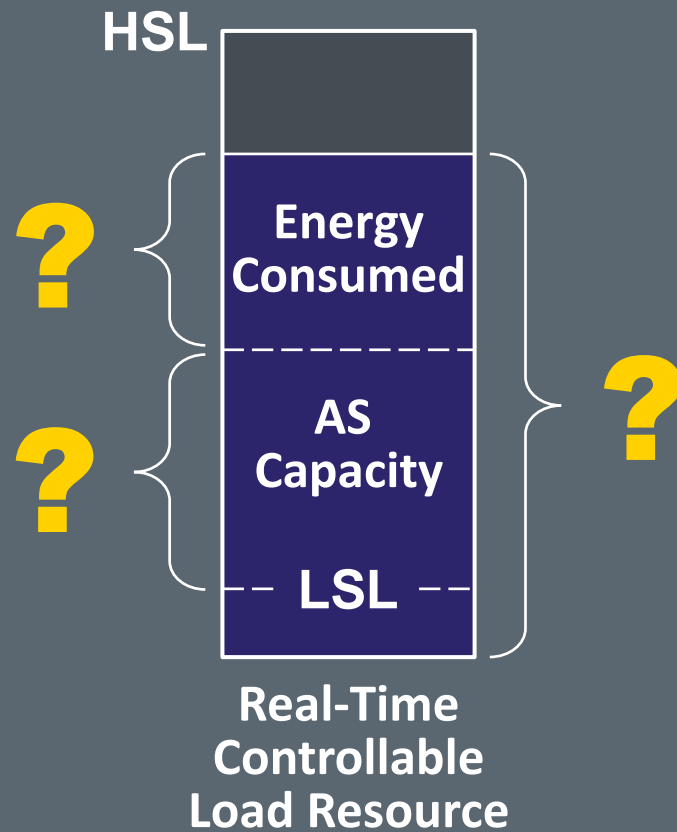 HSL
?
Energy
Consumed
?
?
AS
Capacity
LSL
Real-Time
Controllable
Load Resource